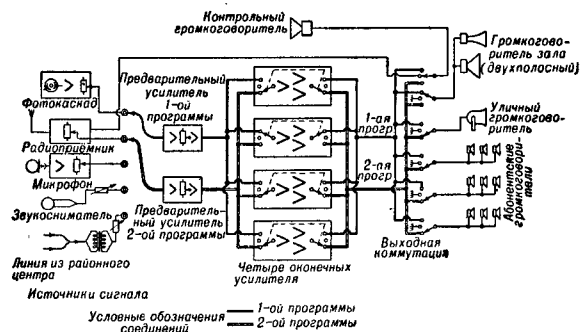 Контрольный
громкоговоритель
Громкогово-
ритель зала
(двухполосный)
Фотокаскад
Предварительный
усилитель
1-ой программы
Радиоприемник
Микрофон
Звукосниматель
Линия из районного
центра
Источники сигнала
Предваритель-
ный усилитель
2-ой программы
Четыре оконечных
усилителя
1-ая
прогр
2-ая
прогр
Уличный
громкогово-
ритель
Абонентские
громкогово-
рители
Выходная
коммутация
Условные обозначения
соединений
1-ой программы
2-ой программы